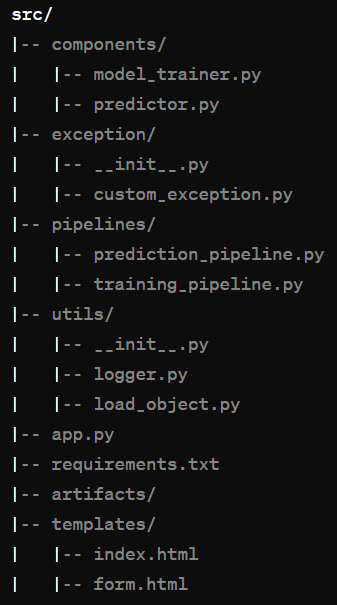 src/
|-- components/
|   |-- model_trainer.py
|   |-- predictor.py
|-- exception/
|   |-- __init__.py
|   |-- custom_exception.py
|-- pipelines/
|   |-- prediction_pipeline.py
|   |-- training_pipeline.py
|-- utils/
|   |-- __init__.py
|   |-- logger.py
|   |-- load_object.py
|-- app.py
|-- requirements.txt
|-- artifacts/
|-- templates/
|   |-- index.html
|   |-- form.html